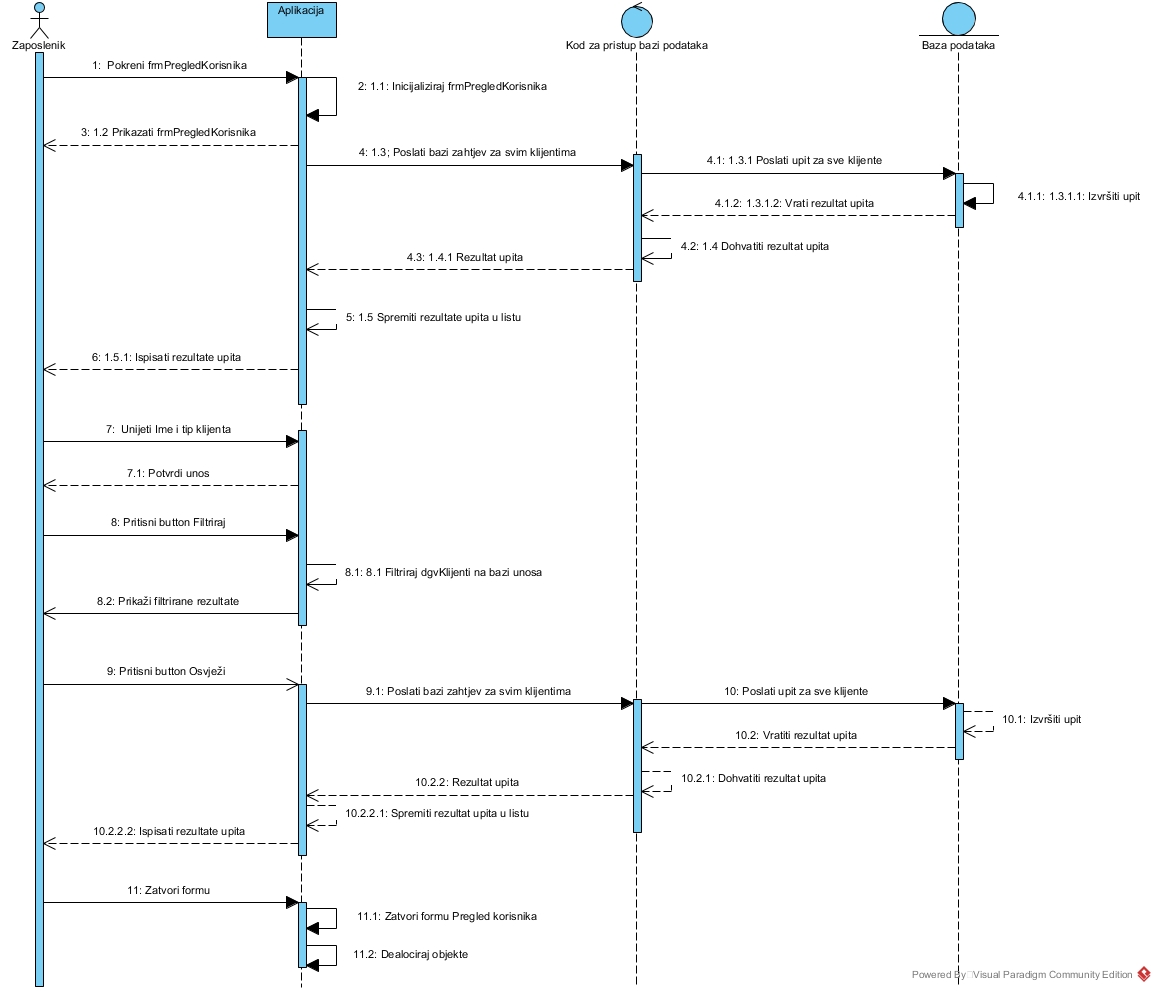 Zaposlenik
Aplikacija
Kod za pristup bazi podataka
Baza podataka
1: Pokreni frmPregledKorisnika
2: 1.1: Inicijaliziraj frmPregledKorisnika
3: 1.2 Prikazati frmPregledKorisnika
4: 1.3; Poslati bazi zahtjev za svim klijentima
4.1: 1.3.1 Poslati upit za sve klijente
4.1.1: 1.3.1.1: Izvršiti upit
4.1.2: 1.3.1.2: Vrati rezultat upita
4.2: 1.4 Dohvatiti rezultat upita
4.3: 1.4.1 Rezultat upita
5: 1.5 Spremiti rezultate upita u listu
6: 1.5.1: Ispisati rezultate upita
7: Unijeti Ime i tip klijenta
7.1: Potvrdi unos
8: Pritisni button Filtriraj
8.1: 8.1 Filtriraj dgvKlijenti na bazi unosa
8.2: Prikaži filtrirane rezultate
9: Pritisni button Osvježi
9.1: Poslati bazi zahtjev za svim klijentima
10: Poslati upit za sve klijente
10.1: Izvršiti upit
10.2: Vratiti rezultat upita
10.2.1: Dohvatiti rezultat upita
10.2.2: Rezultat upita
10.2.2.1: Spremiti rezultat upita u listu
10.2.2.2: Ispisati rezultate upita
11: Zatvori formu
11.1: Zatvori formu Pregled korisnika
11.2: Dealociraj objekte
Powered By Visual Paradigm Community Edition